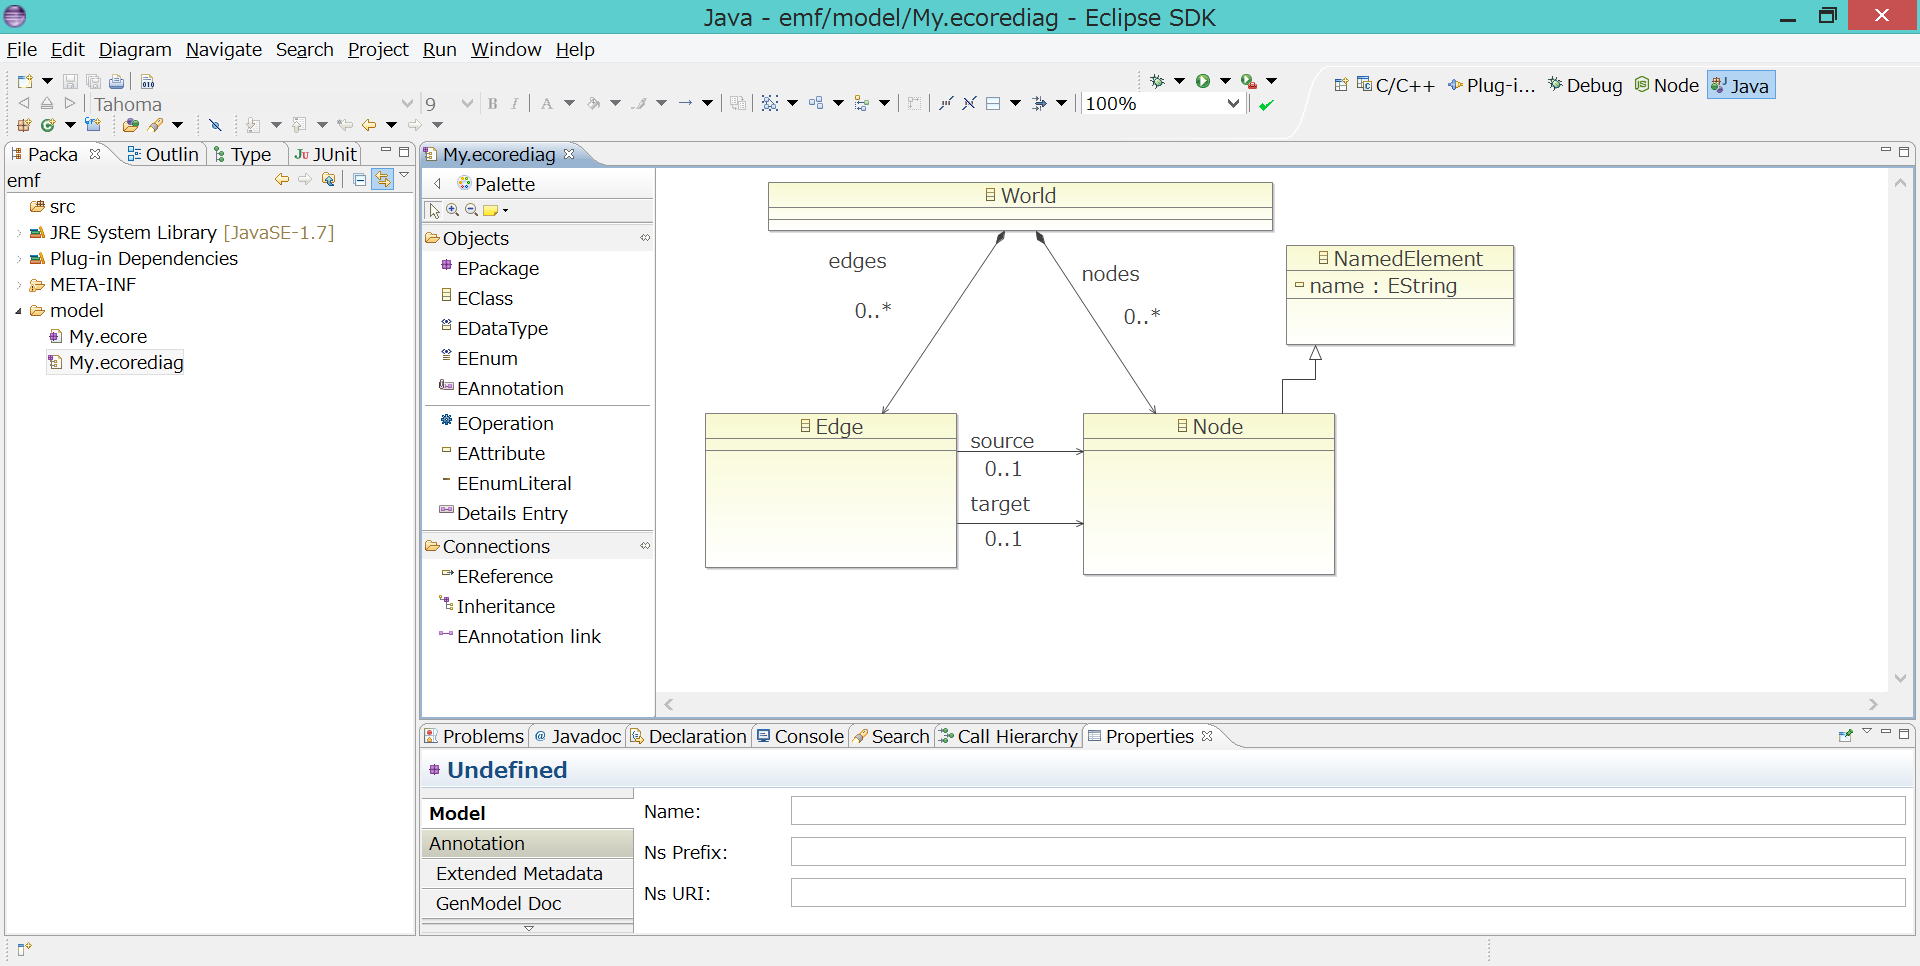 Java - emf/model/My.ecorediag - Eclipse SDK
File Edit Diagram Navigate Search Project Run Window Help
Tahoma 9 B I A 100%
C/C++ Plug-i... Debug Node Java
Packa Outlin Type JUnit
emf
src
JRE System Library [JavaSE-1.7]
Plug-in Dependencies
META-INF
model
My.ecore
My.ecorediag
My.ecorediag
Palette
Objects
EPackage
EClass
EDataType
EEnum
EAnnotation
EOperation
EAttribute
EEnumLiteral
Details Entry
Connections
EReference
Inheritance
EAnnotation link
World
edges
0..*
nodes
0..*
NamedElement
name : EString
Edge
source
0..1
target
0..1
Node
Problems Javadoc Declaration Console Search Call Hierarchy Properties
Undefined
Model
Annotation
Extended Metadata
GenModel Doc
Name:
Ns Prefix:
Ns URI: